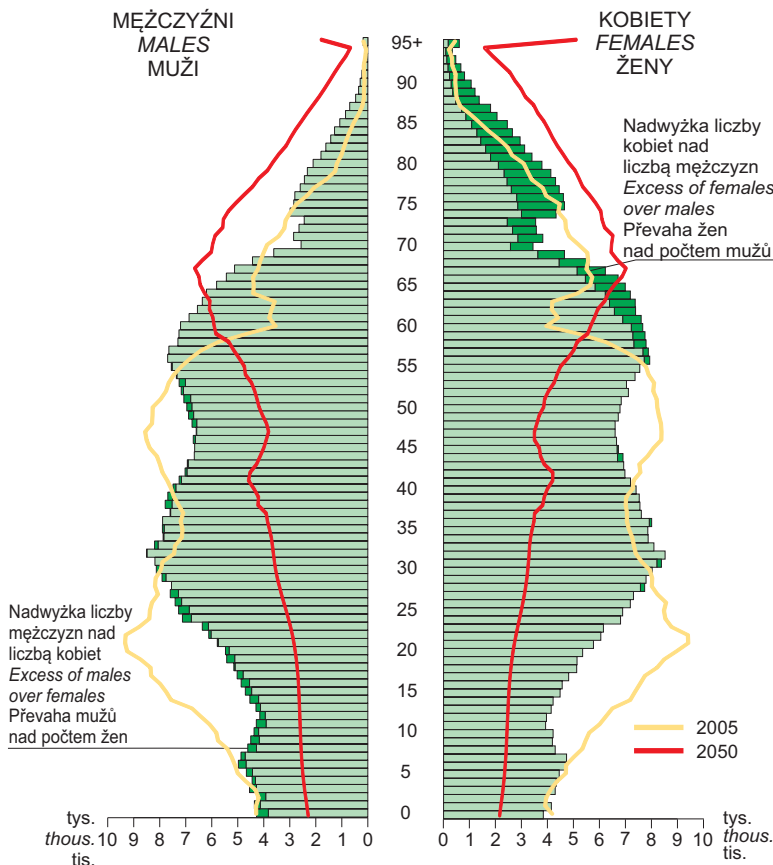 MĘŻCZYŹNI
MALES
MUŽI
KOBIETY
FEMALES
ŽENY
95+
90
85
80
75
70
65
60
55
50
45
40
35
30
25
20
15
10
5
0
Nadwyżka liczby
kobiet nad
liczbą mężczyzn
Excess of females
over males
Převaha žen
nad počtem mužů
Nadwyżka liczby
mężczyzn nad
liczbą kobiet
Excess of males
over females
Převaha mužů
nad počtem žen
2005
2050
tys.
thous.
tis.
10 9 8 7 6 5 4 3 2 1 0
0 1 2 3 4 5 6 7 8 9 10
tys.
thous.
tis.